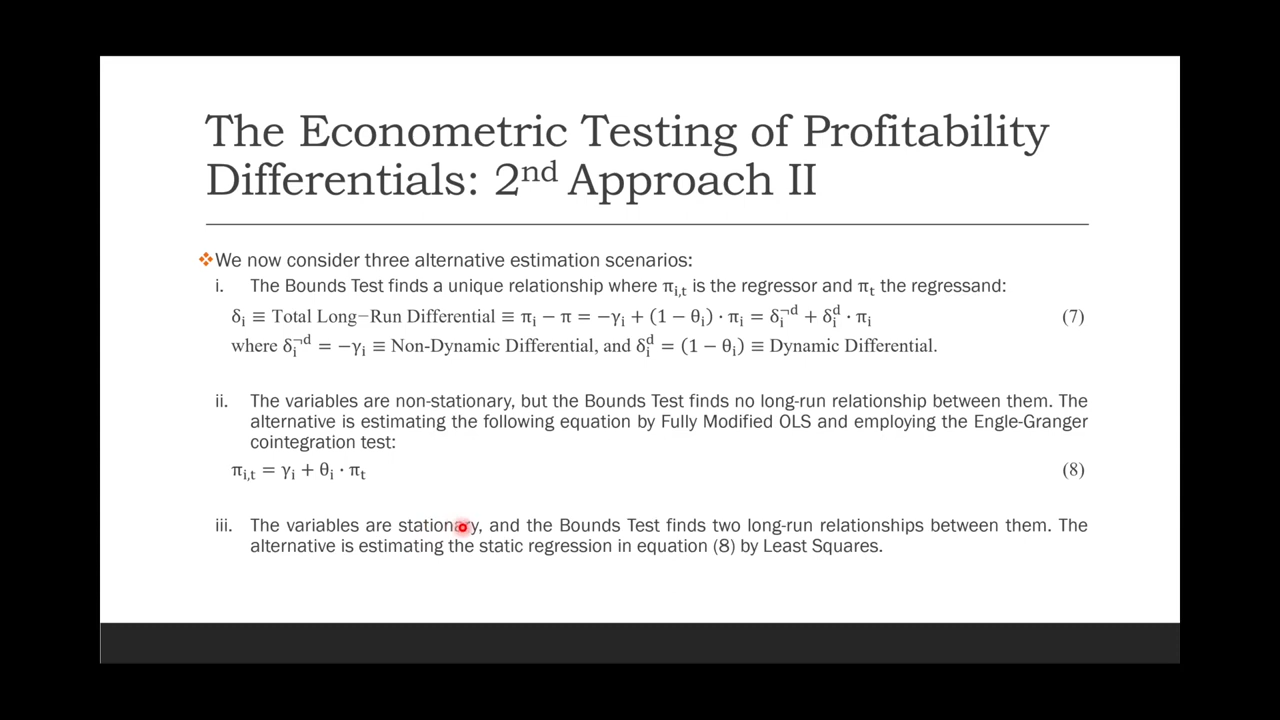 The Econometric Testing of Profitability
Differentials: 2nd Approach II
❖We now consider three alternative estimation scenarios:
i. The Bounds Test finds a unique relationship where πi,t is the regressor and πt the regressand:
δi ≡ Total Long−Run Differential ≡ πi − π = −γi + (1 − θi) · πi = δi¬d + δid · πi (7)
where δi¬d = −γi ≡ Non-Dynamic Differential, and δid = (1 − θi) ≡ Dynamic Differential.
ii. The variables are non-stationary, but the Bounds Test finds no long-run relationship between them. The
alternative is estimating the following equation by Fully Modified OLS and employing the Engle-Granger
cointegration test:
πi,t = γi + θi · πt (8)
iii. The variables are stationary, and the Bounds Test finds two long-run relationships between them. The
alternative is estimating the static regression in equation (8) by Least Squares.